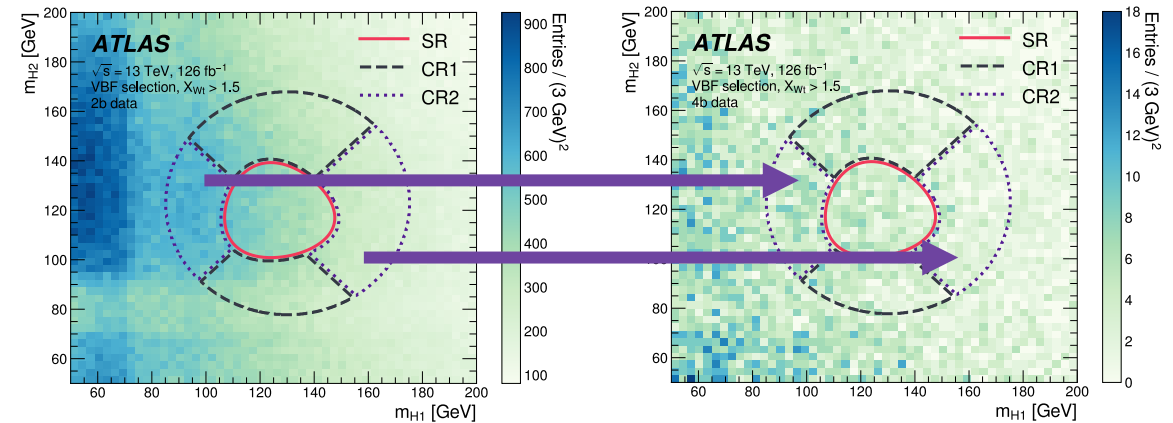 ATLAS
√s = 13 TeV, 126 fb⁻¹
VBF selection, X_Wt > 1.5
2b data
SR
CR1
CR2
m_H2 [GeV]
200
180
160
140
120
100
80
60
60 80 100 120 140 160 180 200
m_H1 [GeV]
Entries / (3 GeV)²
900
800
700
600
500
400
300
200
100
ATLAS
√s = 13 TeV, 126 fb⁻¹
VBF selection, X_Wt > 1.5
4b data
SR
CR1
CR2
m_H2 [GeV]
200
180
160
140
120
100
80
60
60 80 100 120 140 160 180 200
m_H1 [GeV]
Entries / (3 GeV)²
18
16
14
12
10
8
6
4
2
0